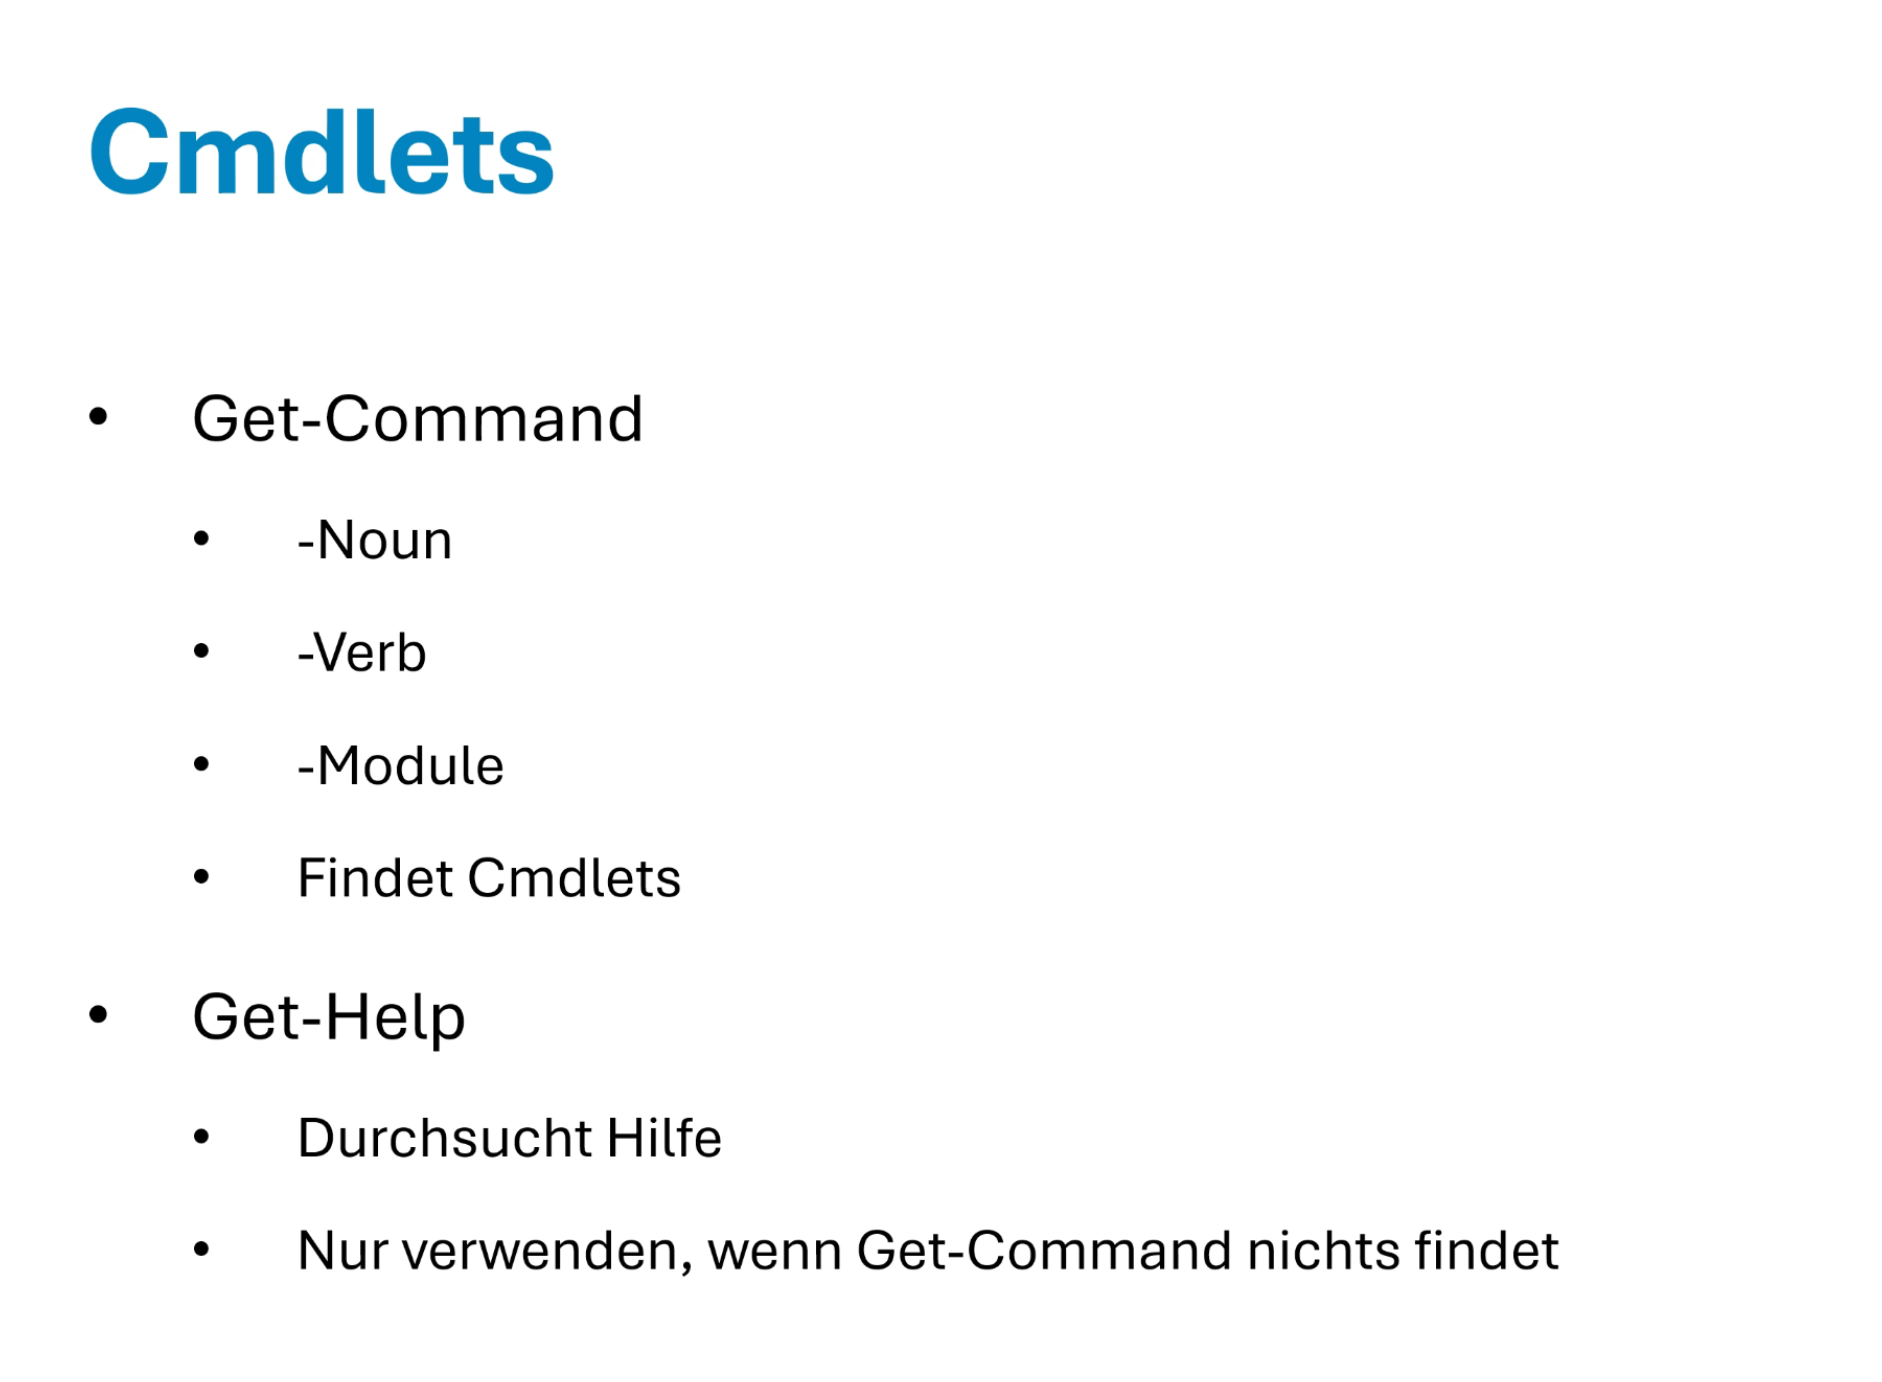 Cmdlets
• Get-Command
• -Noun
• -Verb
• -Module
• Findet Cmdlets
• Get-Help
• Durchsucht Hilfe
• Nur verwenden, wenn Get-Command nichts findet